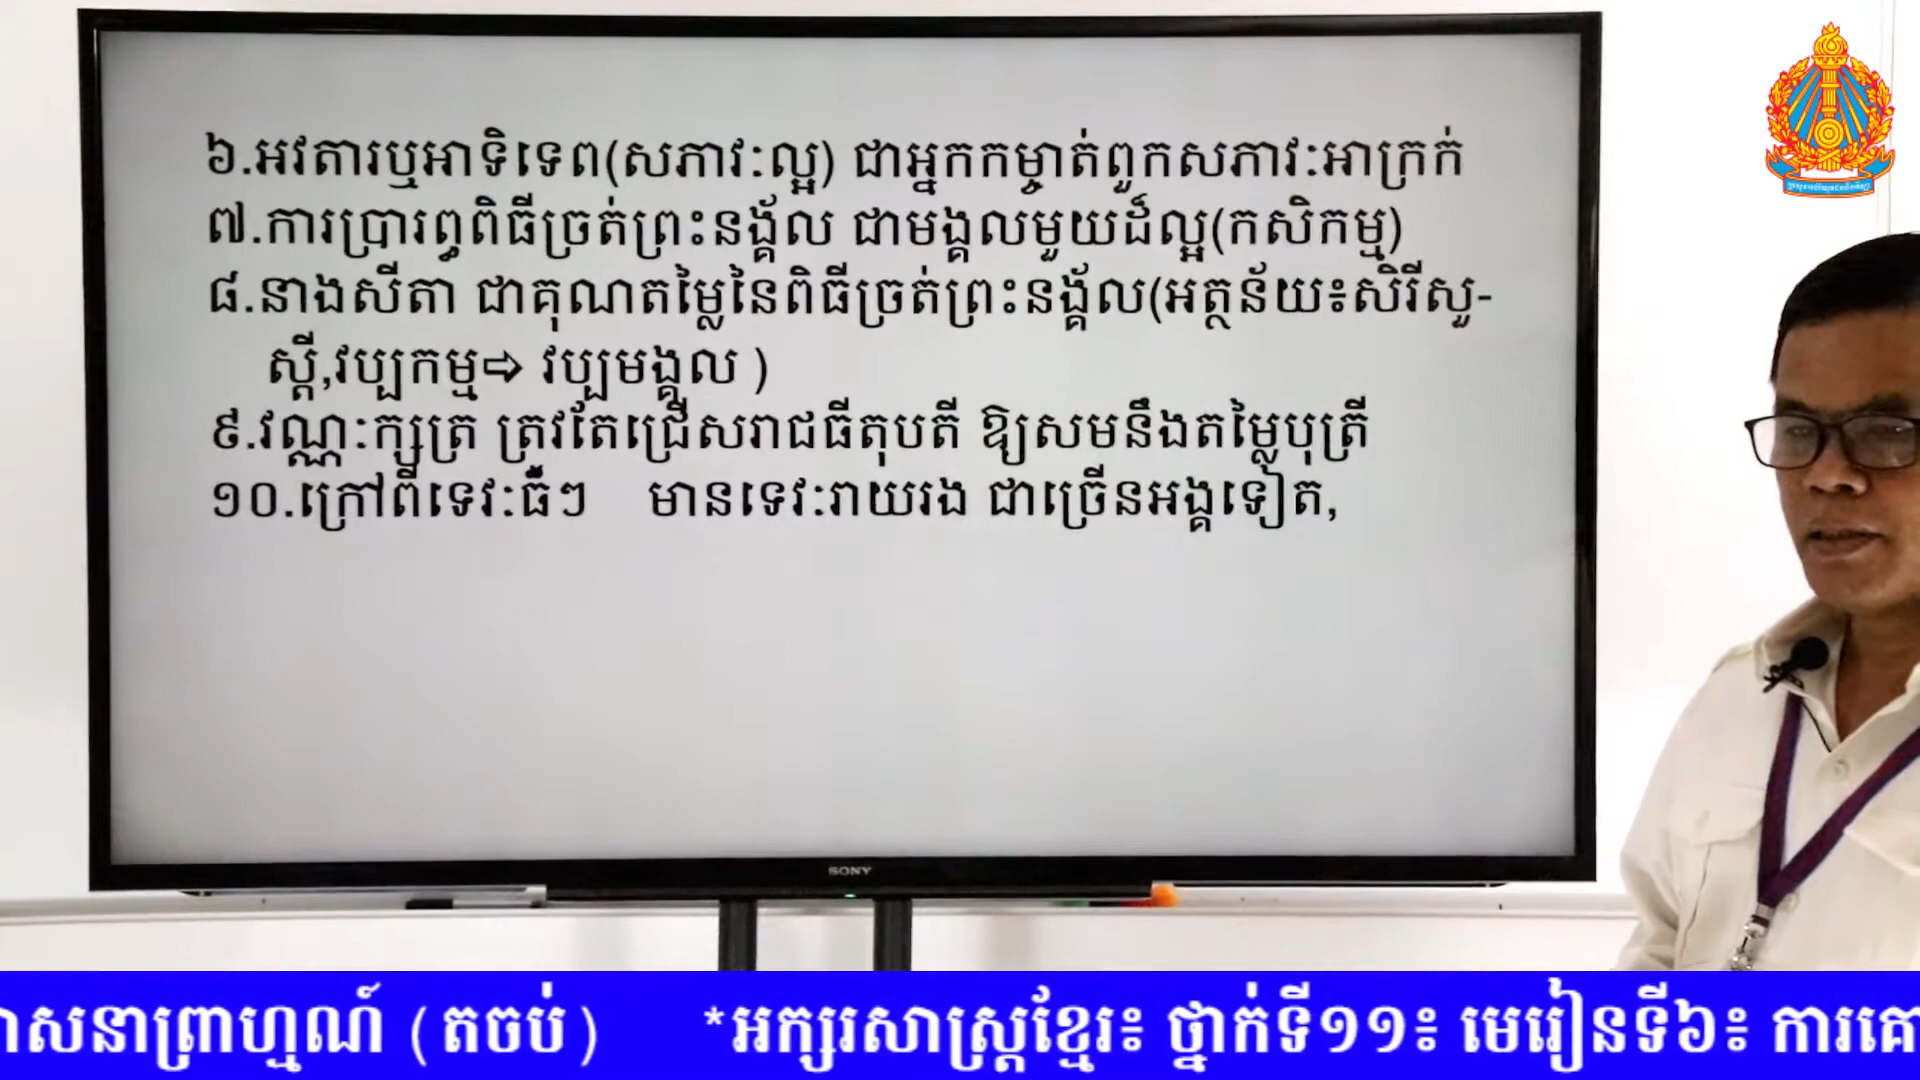 ៦.អវតារឬអាទិទេព(សភាវៈល្អ) ជាអ្នកកម្ចាត់ពួកសភាវៈអាក្រក់
៧.ការប្រារព្ធពិធីច្រត់ព្រះនង្គ័ល ជាមង្គលមួយដ៏ល្អ(កសិកម្ម)
៨.នាងសីតា ជាគុណតម្លៃនៃពិធីច្រត់ព្រះនង្គ័ល(អត្ថន័យ៖សិរីសួ-
ស្តី,វប្បកម្ម⇨ វប្បមង្គល )
៩.វណ្ណៈក្សត្រ ត្រូវតែជ្រើសរាជធីតុបតី ឱ្យសមនឹងតម្លៃបុត្រី
១០.ក្រៅពីទេវៈធំៗ មានទេវៈរាយរង ជាច្រើនអង្គទៀត,
SONY
សនាព្រាហ្មណ៍ (តចប់) *អក្សរសាស្ត្រខ្មែរ៖ ថ្នាក់ទី១១៖ មេរៀនទី៦៖ ការគោ